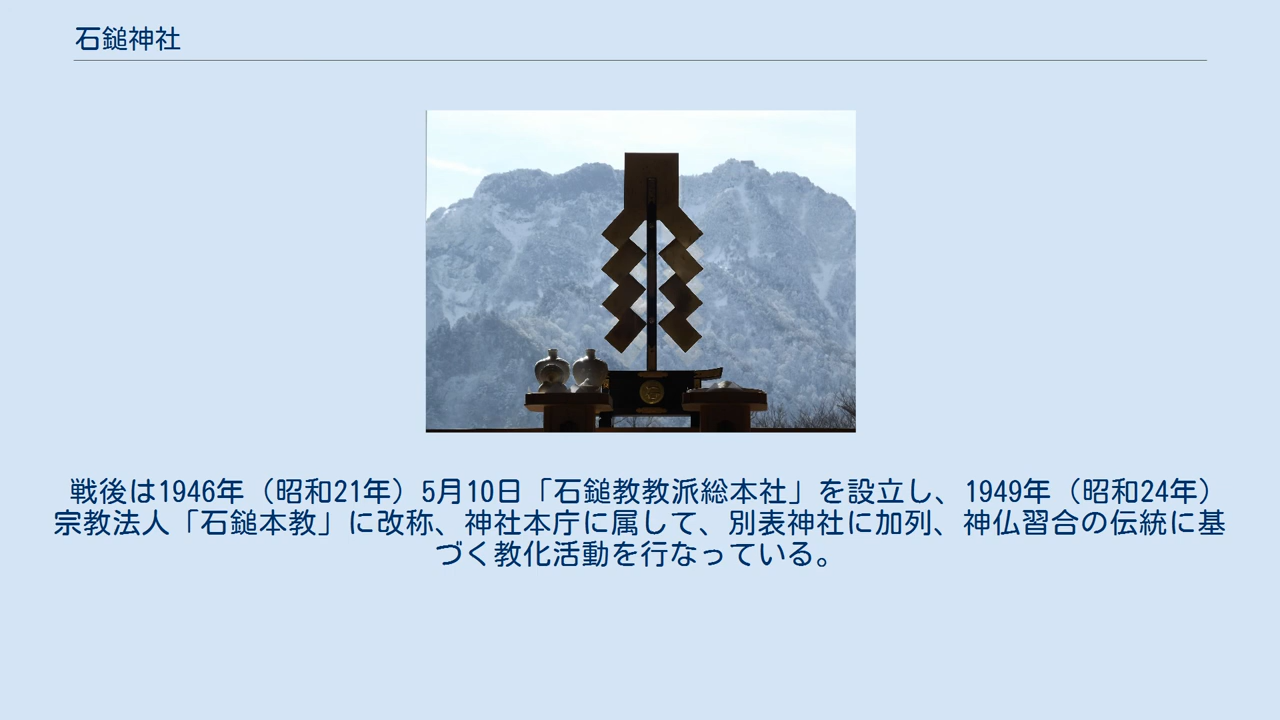 石鎚神社
戦後は1946年（昭和21年）5月10日「石鎚教教派総本社」を設立し、1949年（昭和24年）
宗教法人「石鎚本教」に改称、神社本庁に属して、別表神社に加列、神仏習合の伝統に基
づく教化活動を行なっている。